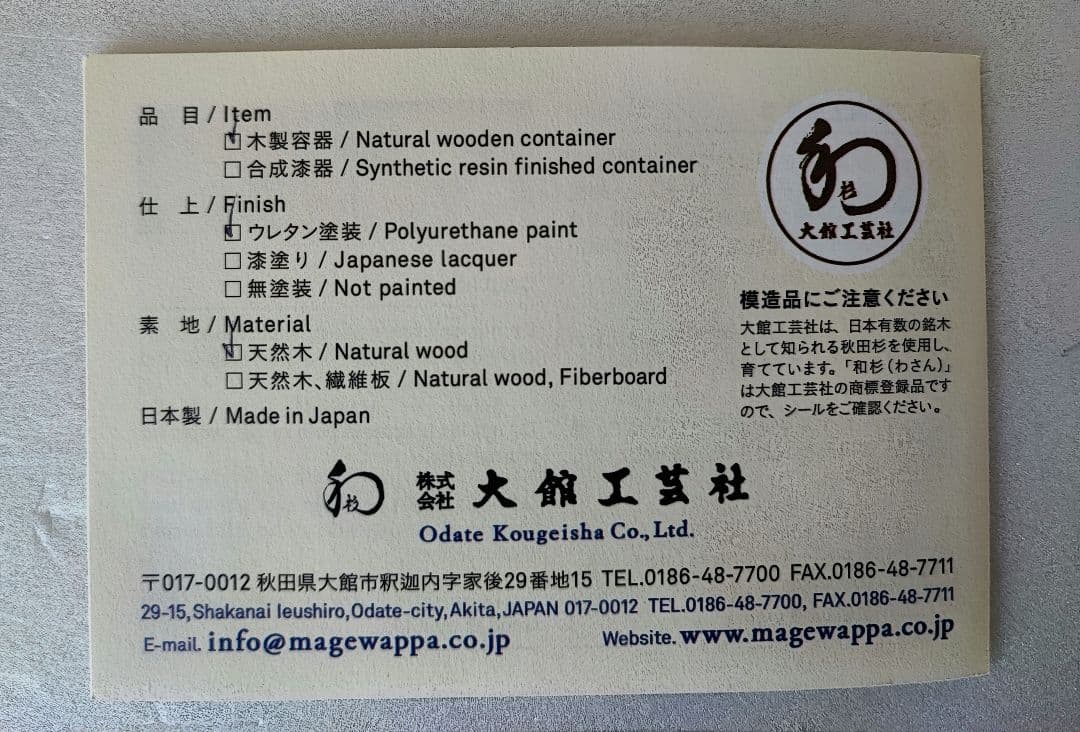 品 目 / Item
☑ 木製容器 / Natural wooden container
☐ 合成漆器 / Synthetic resin finished container
仕 上 / Finish
☑ ウレタン塗装 / Polyurethane paint
☐ 漆塗り / Japanese lacquer
☐ 無塗装 / Not painted
素 地 / Material
☑ 天然木 / Natural wood
☐ 天然木、繊維板 / Natural wood, Fiberboard
日本製 / Made in Japan
和杉
大館工芸社
模造品にご注意ください
大館工芸社は、日本有数の銘木
として知られる秋田杉を使用し、
育てています。「和杉(わさん)」
は大館工芸社の商標登録品です
ので、シールをご確認ください。
和杉 株式会社 大館工芸社
Odate Kougeisha Co., Ltd.
〒017-0012 秋田県大館市釈迦内字家後29番地15 TEL.0186-48-7700 FAX.0186-48-7711
29-15,Shakanai Ieushiro,Odate-city,Akita,JAPAN 017-0012 TEL.0186-48-7700, FAX.0186-48-7711
E-mail. info@magewappa.co.jp Website. www.magewappa.co.jp